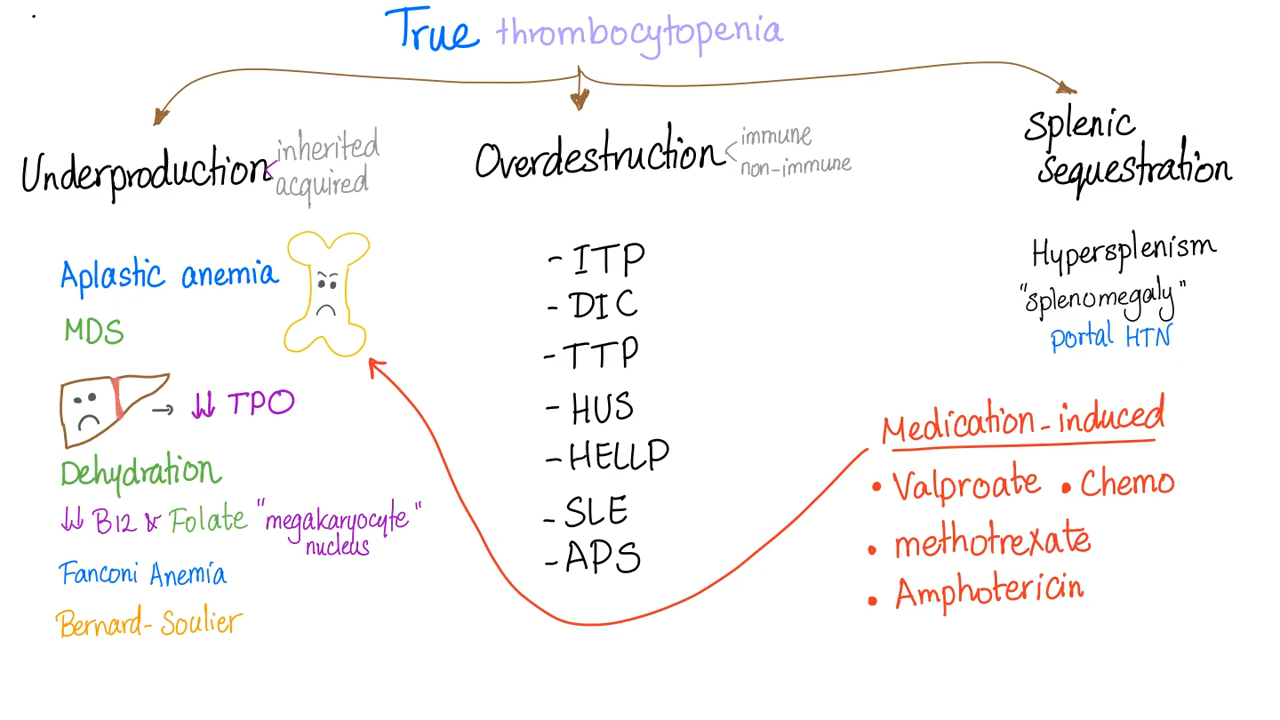 True thrombocytopenia
Underproduction
inherited
acquired
Aplastic anemia
MDS
→ ↓↓ TPO
Dehydration
↓↓ B12 & Folate "megakaryocyte"
nucleus
Fanconi Anemia
Bernard-Soulier
Overdestruction
immune
non-immune
- ITP
- DIC
- TTP
- HUS
- HELLP
- SLE
- APS
Splenic
Sequestration
Hypersplenism
"splenomegaly"
portal HTN
Medication-induced
• Valproate • Chemo
• methotrexate
• Amphotericin